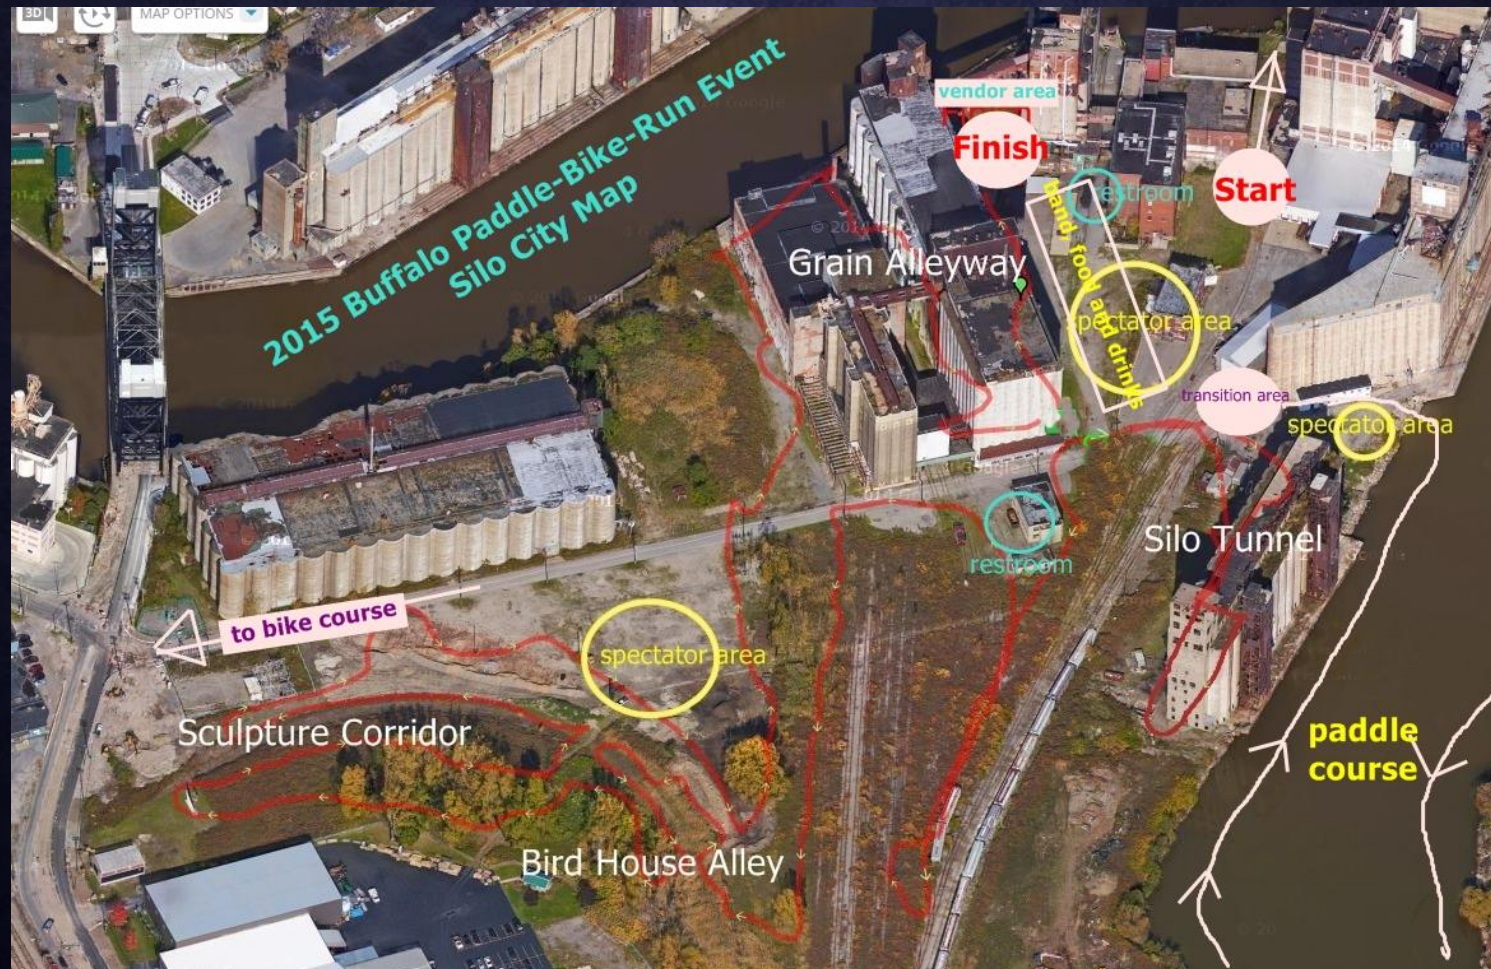 3D
MAP OPTIONS
2015 Buffalo Paddle-Bike-Run Event
Silo City Map
vendor area
Finish
restroom
Start
band, food and drinks
Grain Alleyway
spectator area
transition area
spectator area
Silo Tunnel
restroom
to bike course
spectator area
Sculpture Corridor
paddle
course
Bird House Alley